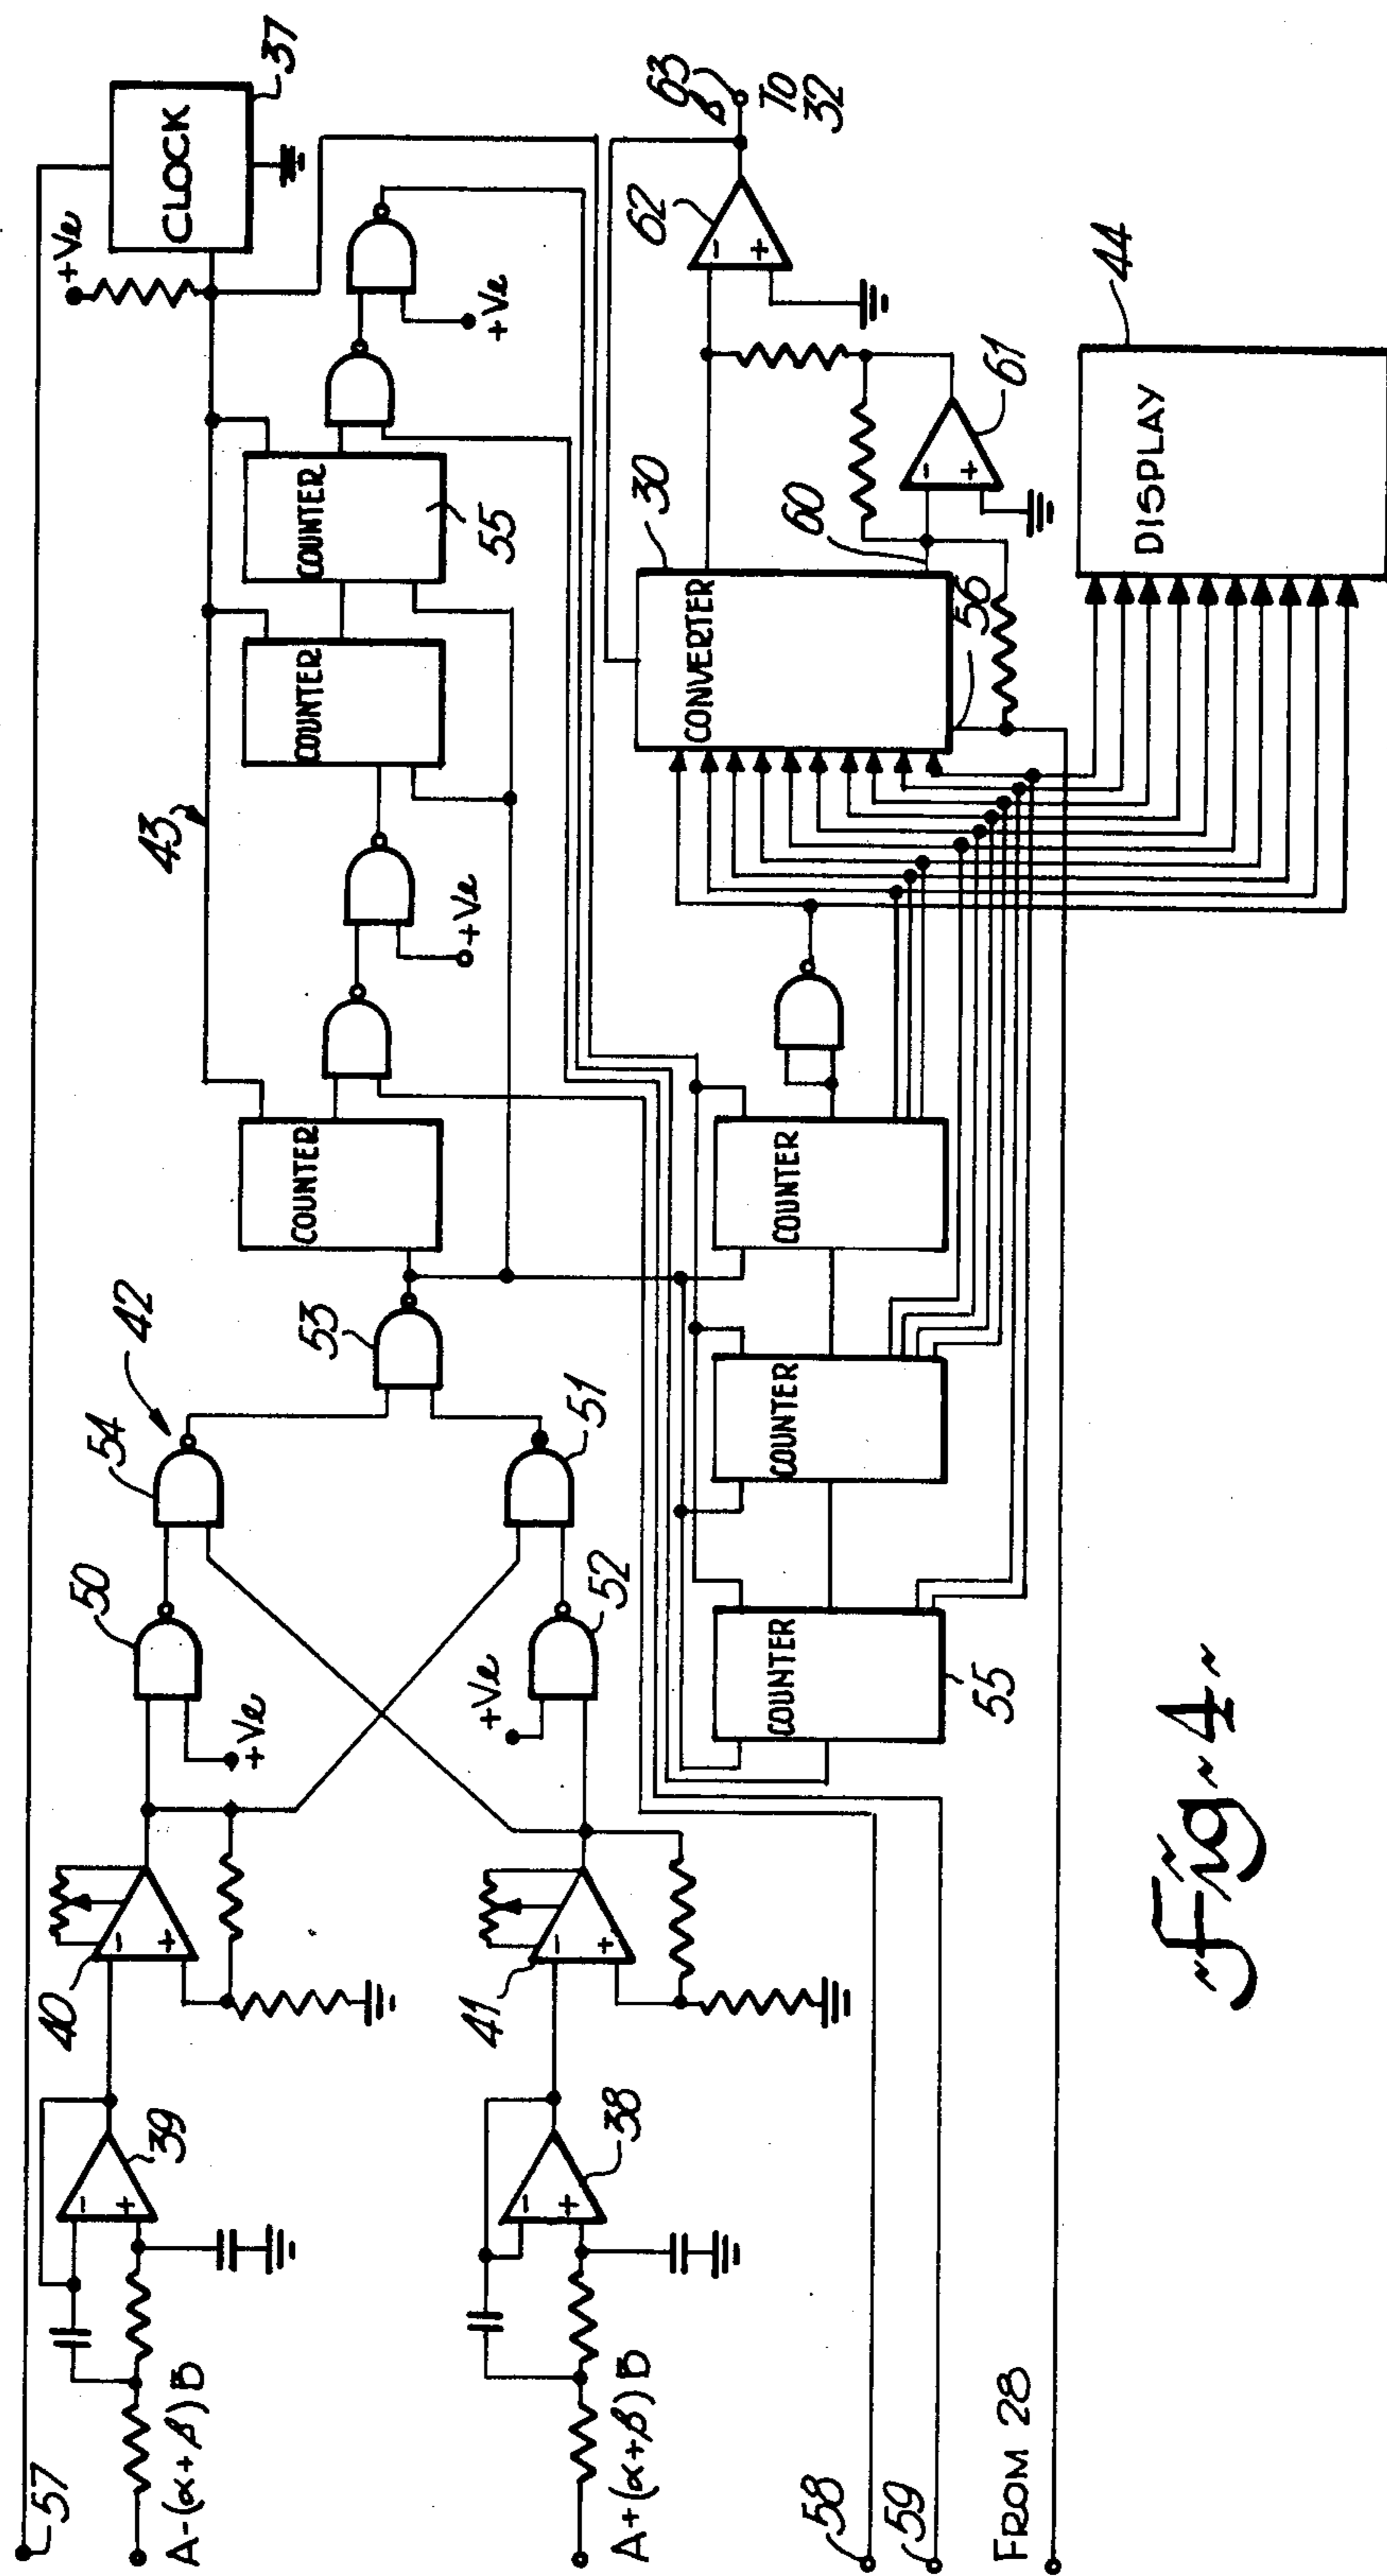 57
A-(α+β)B
39
40
50
+Ve
54
42
53
COUNTER
43
+Ve
COUNTER
COUNTER
55
+Ve
+Ve
CLOCK
37
A+(α+β)B
38
41
+Ve
52
51
58
59
FROM 28
COUNTER
55
COUNTER
COUNTER
CONVERTER
30
56
60
61
62
63
TO
32
DISPLAY
44
- +
- +
- +
- +
- +
- +
~Fig~4~